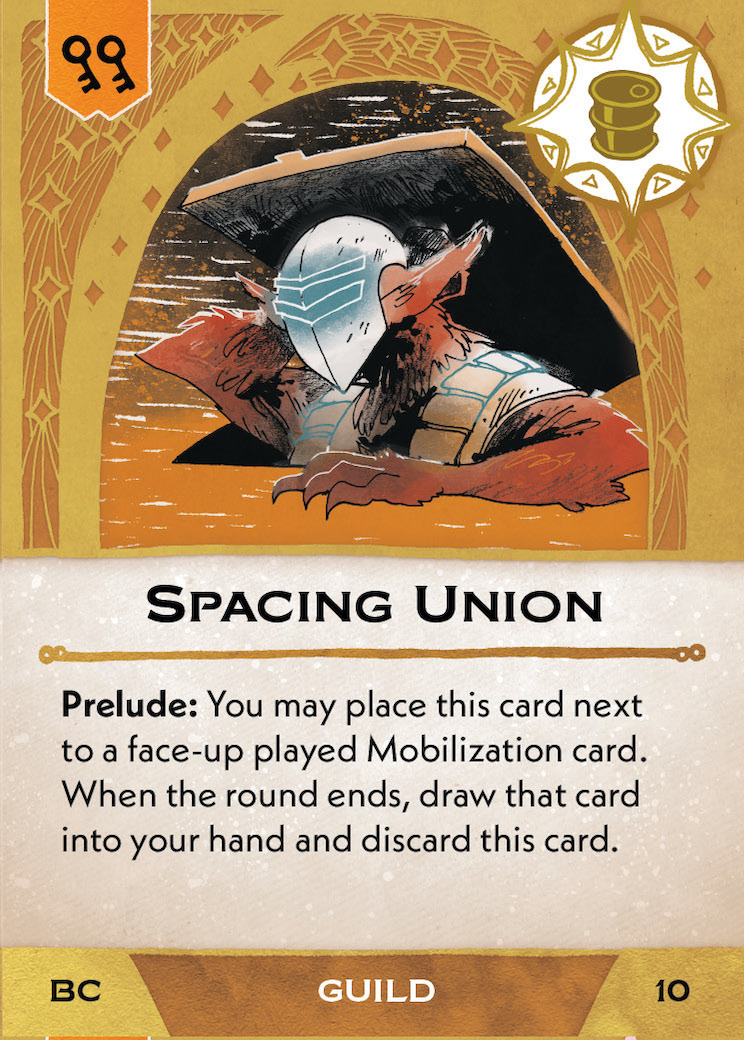 SPACING UNION
Prelude: You may place this card next
to a face-up played Mobilization card.
When the round ends, draw that card
into your hand and discard this card.
BC GUILD 10